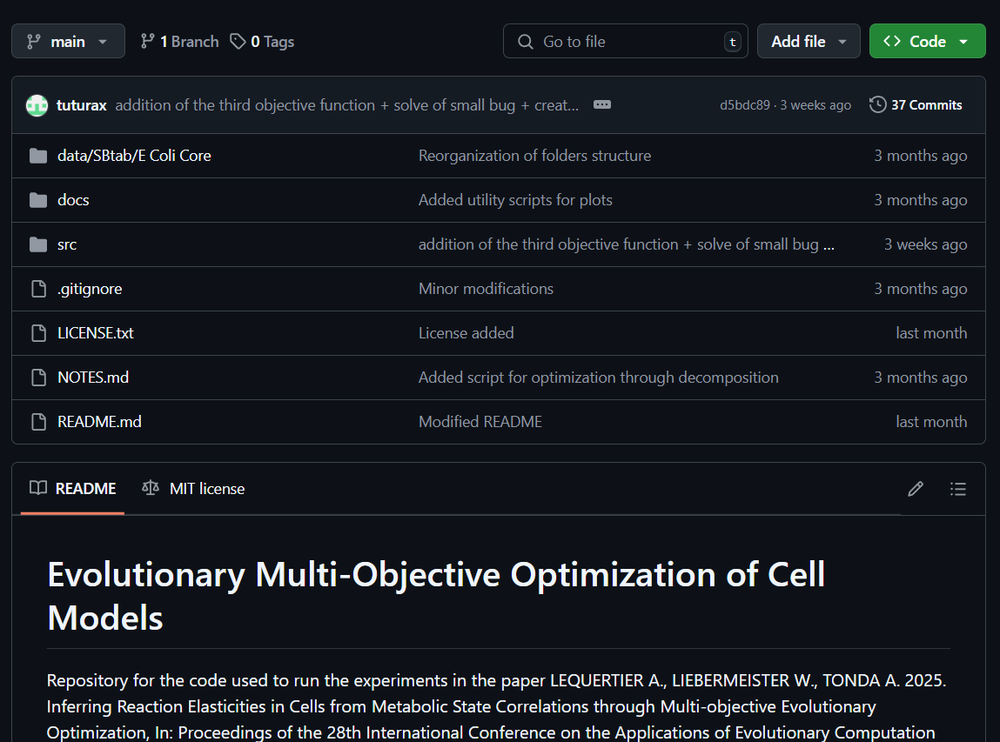 main 1 Branch 0 Tags Go to file t Add file Code
tuturax addition of the third objective function + solve of small bug + creat... d5bdc89 · 3 weeks ago 37 Commits
data/SBtab/E Coli Core Reorganization of folders structure 3 months ago
docs Added utility scripts for plots 3 months ago
src addition of the third objective function + solve of small bug ... 3 weeks ago
.gitignore Minor modifications 3 months ago
LICENSE.txt License added last month
NOTES.md Added script for optimization through decomposition 3 months ago
README.md Modified README last month
README MIT license
Evolutionary Multi-Objective Optimization of Cell
Models
Repository for the code used to run the experiments in the paper LEQUERTIER A., LIEBERMEISTER W., TONDA A. 2025.
Inferring Reaction Elasticities in Cells from Metabolic State Correlations through Multi-objective Evolutionary
Optimization, In: Proceedings of the 28th International Conference on the Applications of Evolutionary Computation